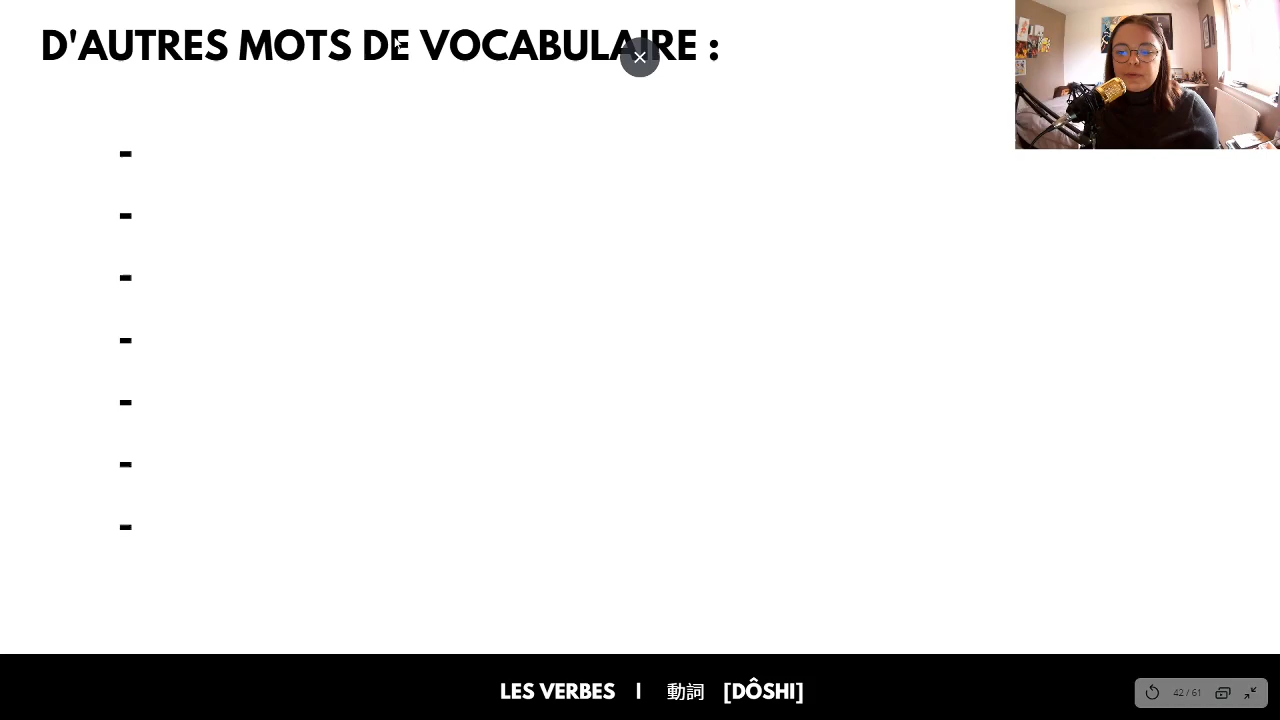 D'AUTRES MOTS DE VOCABULAIRE :
-
-
-
-
-
-
-
LES VERBES | 動詞 [DÔSHI]
42 / 61